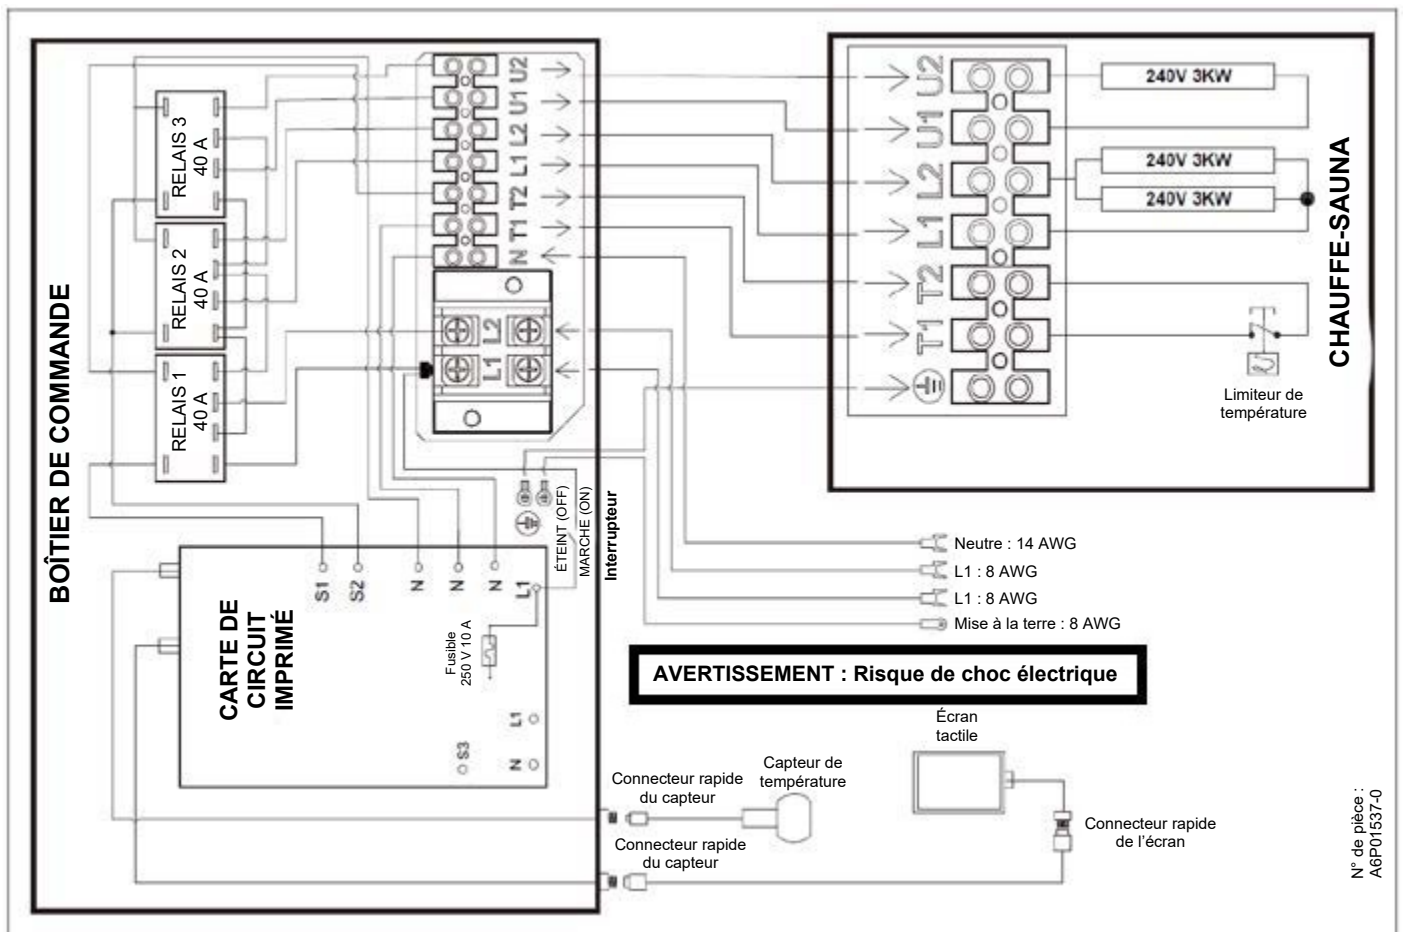 BOÎTIER DE COMMANDE
RELAIS 3
40 A
RELAIS 2
40 A
RELAIS 1
40 A
U2
U1
L2
L1
T2
T1
N
L2
L1
U2
U1
L2
L1
T2
T1
240V 3KW
240V 3KW
240V 3KW
CHAUFFE-SAUNA
Limiteur de
température
ÉTEINT (OFF)
MARCHE (ON)
Interrupteur
S1
S2
N
N
N
L1
CARTE DE
CIRCUIT
IMPRIMÉ
Fusible
250 V 10 A
L1
S3
N
Neutre : 14 AWG
L1 : 8 AWG
L1 : 8 AWG
Mise à la terre : 8 AWG
AVERTISSEMENT : Risque de choc électrique
Écran
tactile
Capteur de
température
Connecteur rapide
du capteur
Connecteur rapide
du capteur
Connecteur rapide
de l'écran
N° de pièce :
A6P01537-0